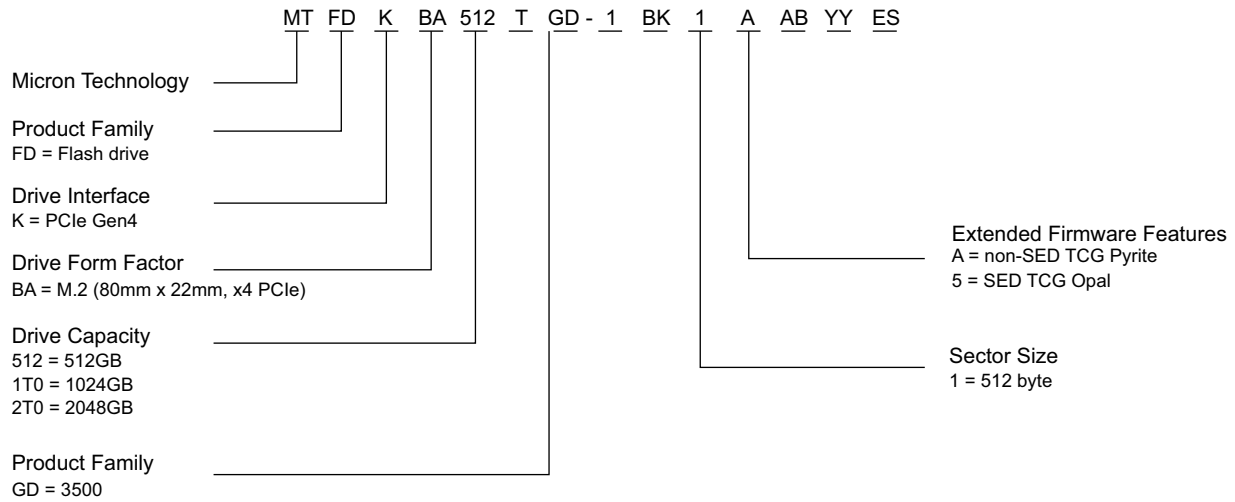 MT FD K BA 512 T GD - 1 BK 1 A AB YY ES
Micron Technology
Product Family
FD = Flash drive
Drive Interface
K = PCIe Gen4
Drive Form Factor
BA = M.2 (80mm x 22mm, x4 PCIe)
Drive Capacity
512 = 512GB
1T0 = 1024GB
2T0 = 2048GB
Product Family
GD = 3500
Extended Firmware Features
A = non-SED TCG Pyrite
5 = SED TCG Opal
Sector Size
1 = 512 byte